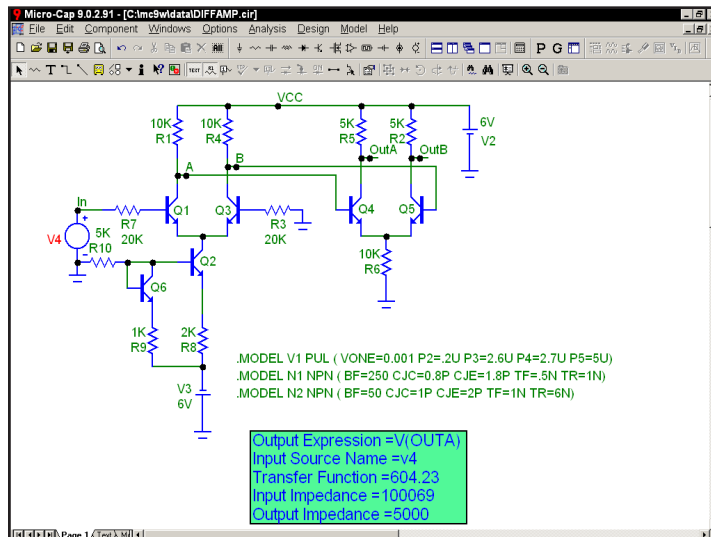 Micro-Cap 9.0.2.91 - [C:\mc9w\data\DIFFAMP.cir]
File Edit Component Windows Options Analysis Design Model Help
P G
T TEXT
VCC
10K
R1
10K
R4
5K
R5
5K
R2
6V
V2
OutA
OutB
A
B
In
Q1
Q3
Q4
Q5
R7
20K
R3
20K
V4
+
-
5K
R10
Q2
Q6
10K
R6
1K
R9
2K
R8
V3
6V
.MODEL V1 PUL ( VONE=0.001 P2=.2U P3=2.6U P4=2.7U P5=5U)
.MODEL N1 NPN ( BF=250 CJC=0.8P CJE=1.8P TF=.5N TR=1N)
.MODEL N2 NPN ( BF=50 CJC=1P CJE=2P TF=1N TR=6N)
Output Expression =V(OUTA)
Input Source Name =v4
Transfer Function =604.23
Input Impedance =100069
Output Impedance =5000
Page 1 Text